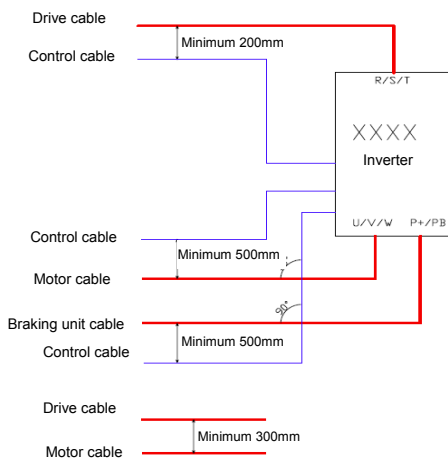 Drive cable
Minimum 200mm
Control cable
R/S/T
XXXX
Inverter
U/V/W P+/PB
Control cable
Minimum 500mm
Motor cable
90°
Braking unit cable
Minimum 500mm
Control cable
Drive cable
Minimum 300mm
Motor cable